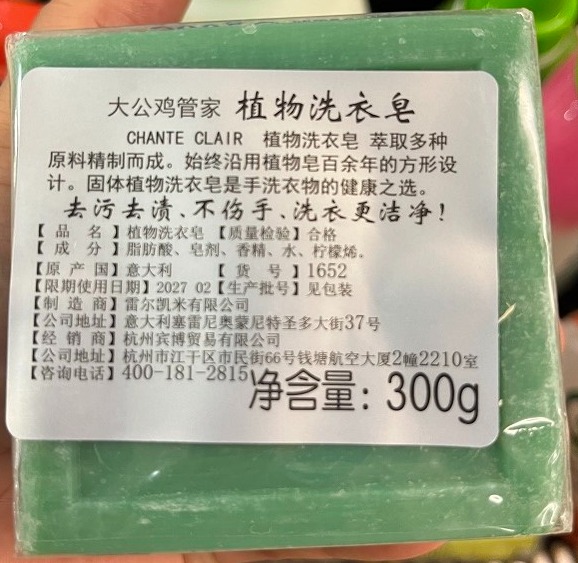 大公鸡管家 植物洗衣皂
CHANTE CLAIR 植物洗衣皂 萃取多种
原料精制而成。始终沿用植物皂百余年的方形设
计。固体植物洗衣皂是手洗衣物的健康之选。
去污去渍、不伤手、洗衣更洁净!
【品 名】植物洗衣皂 【质量检验】合格
【成 分】脂肪酸、皂剂、香精、水、柠檬烯。
【原 产 国】意大利 【货 号】1652
【限期使用日期】2027 02【生产批号】见包装
【制 造 商】雷尔凯米有限公司
【公司地址】意大利塞雷尼奥蒙尼特圣多大街37号
【经 销 商】杭州宾博贸易有限公司
【公司地址】杭州市江干区市民街66号钱塘航空大厦2幢2210室
【咨询电话】400-181-2815
净含量: 300g